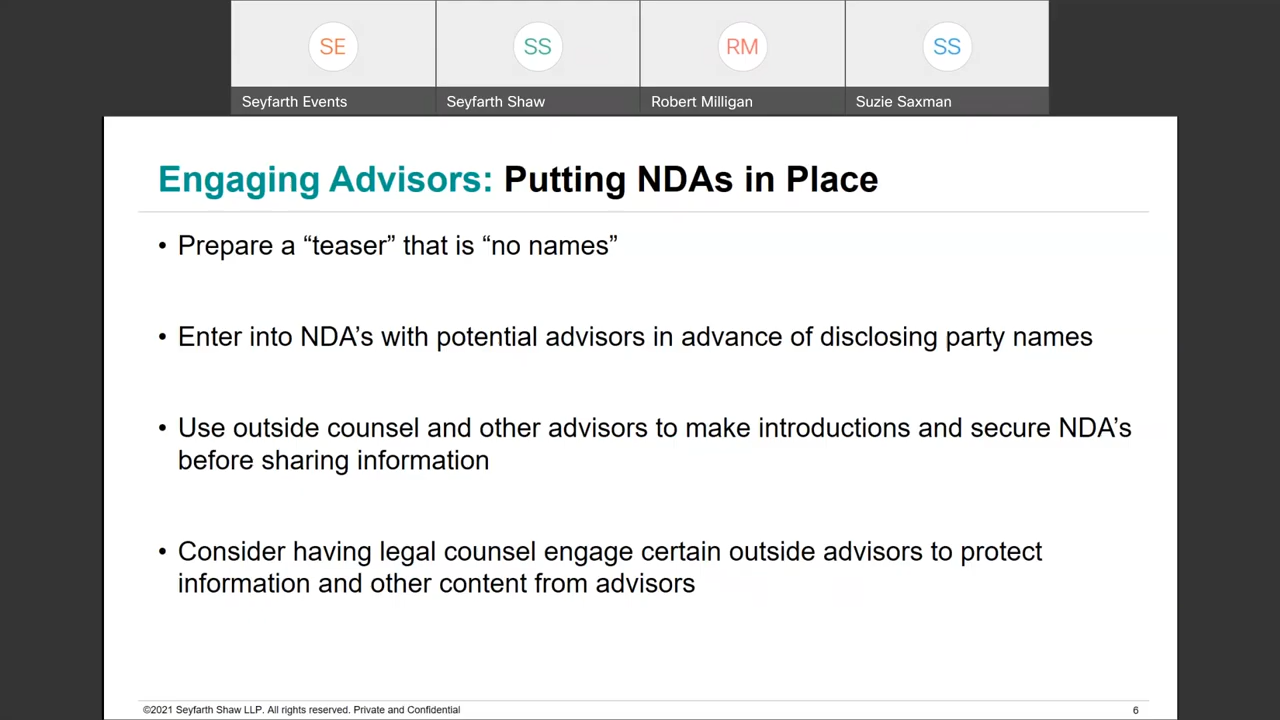 SE
SS
RM
SS
Seyfarth Events
Seyfarth Shaw
Robert Milligan
Suzie Saxman
Engaging Advisors: Putting NDAs in Place
• Prepare a “teaser” that is “no names”
• Enter into NDA’s with potential advisors in advance of disclosing party names
• Use outside counsel and other advisors to make introductions and secure NDA’s
before sharing information
• Consider having legal counsel engage certain outside advisors to protect
information and other content from advisors
©2021 Seyfarth Shaw LLP. All rights reserved. Private and Confidential
6